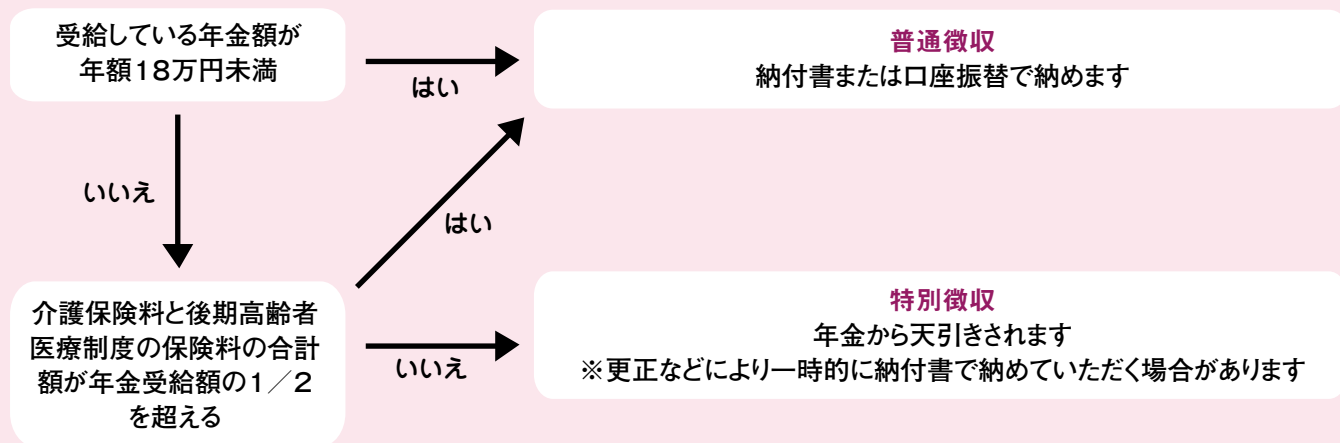 受給している年金額が
年額18万円未満
はい
普通徴収
納付書または口座振替で納めます
いいえ
はい
介護保険料と後期高齢者
医療制度の保険料の合計
額が年金受給額の1/2
を超える
いいえ
特別徴収
年金から天引きされます
※更正などにより一時的に納付書で納めていただく場合があります